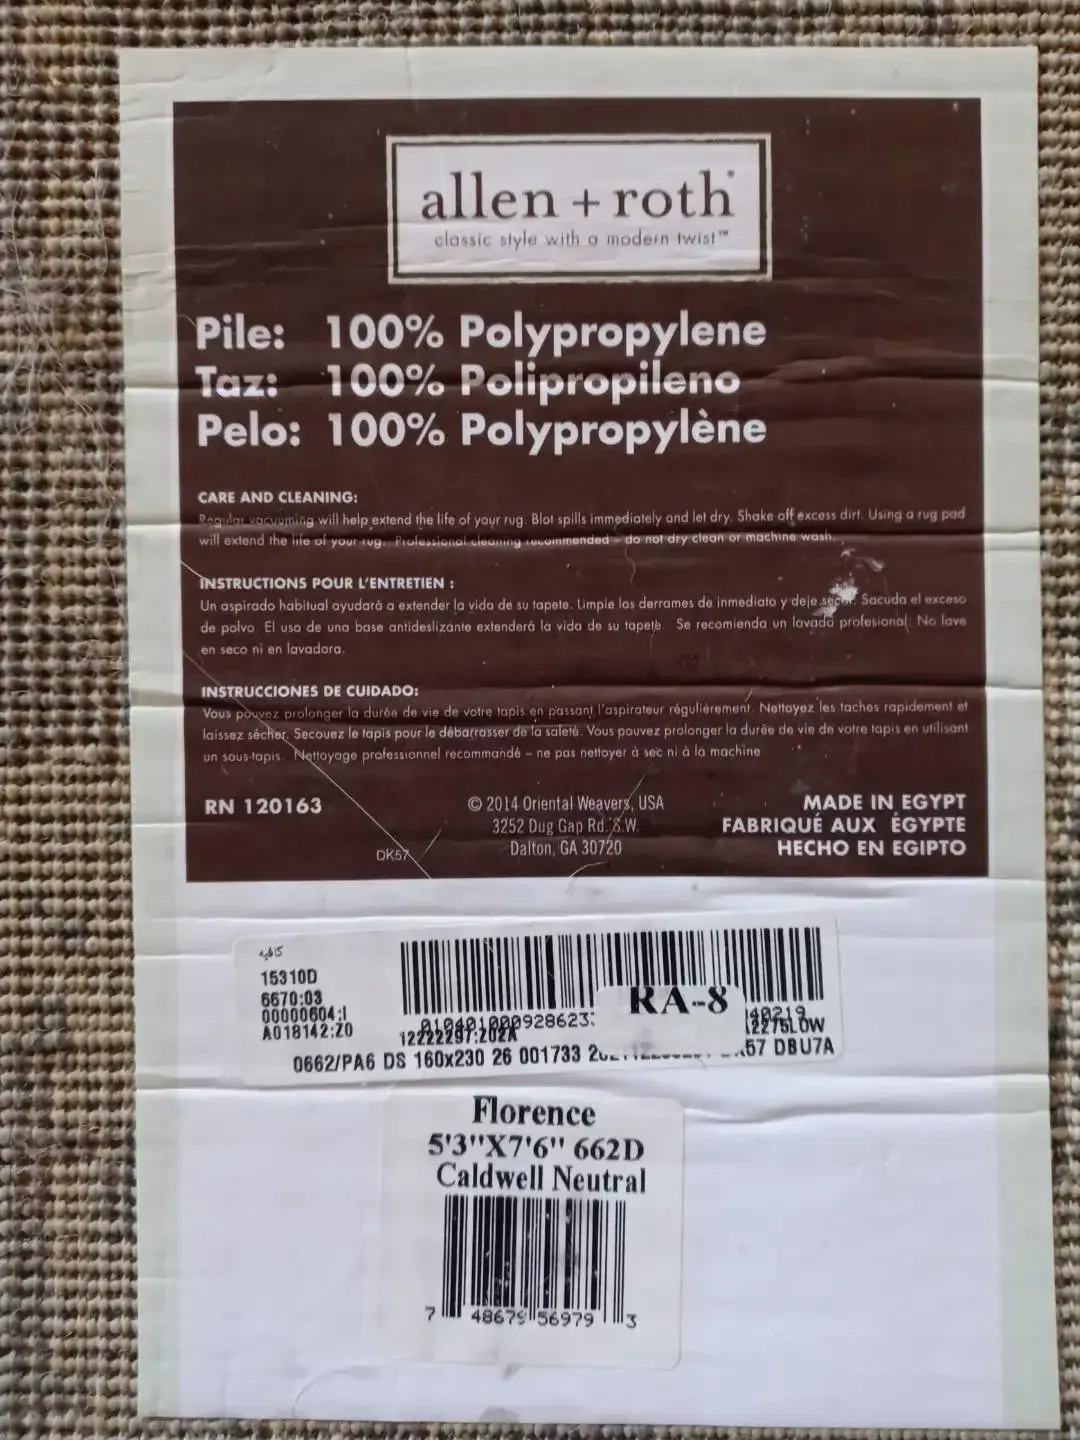 allen + roth
classic style with a modern twist™
Pile: 100% Polypropylene
Taz: 100% Polipropileno
Pelo: 100% Polypropylène
CARE AND CLEANING:
Regular vacuuming will help extend the life of your rug. Blot spills immediately and let dry. Shake off excess dirt. Using a rug pad
will extend the life of your rug. Professional cleaning recommended – do not dry clean or machine wash.
INSTRUCTIONS POUR L'ENTRETIEN :
Un aspirado habitual ayudará a extender la vida de su tapete. Limpie los derrames de inmediato y deje secar. Sacuda el exceso
de polvo. El uso de una base antideslizante extenderá la vida de su tapete. Se recomienda un lavado profesional. No lave
en seco ni en lavadora.
INSTRUCCIONES DE CUIDADO:
Vous pouvez prolonger la durée de vie de votre tapis en passant l'aspirateur régulièrement. Nettoyez les taches rapidement et
laissez sécher. Secouez le tapis pour le débarrasser de la saleté. Vous pouvez prolonger la durée de vie de votre tapis en utilisant
un sous-tapis. Nettoyage professionnel recommandé – ne pas nettoyer à sec ni à la machine
RN 120163
© 2014 Oriental Weavers, USA
3252 Dug Gap Rd. S.W.
Dalton, GA 30720
DK57
MADE IN EGYPT
FABRIQUÉ AUX ÉGYPTE
HECHO EN EGIPTO
15310D
6670:03
00000604:I
A018142:Z0
RA-8
12222297:Z02A
12275LOW
0662/PA6 DS 160x230 26 001733
DBU7A
Florence
5'3"X7'6" 662D
Caldwell Neutral
7 48679 56979 3